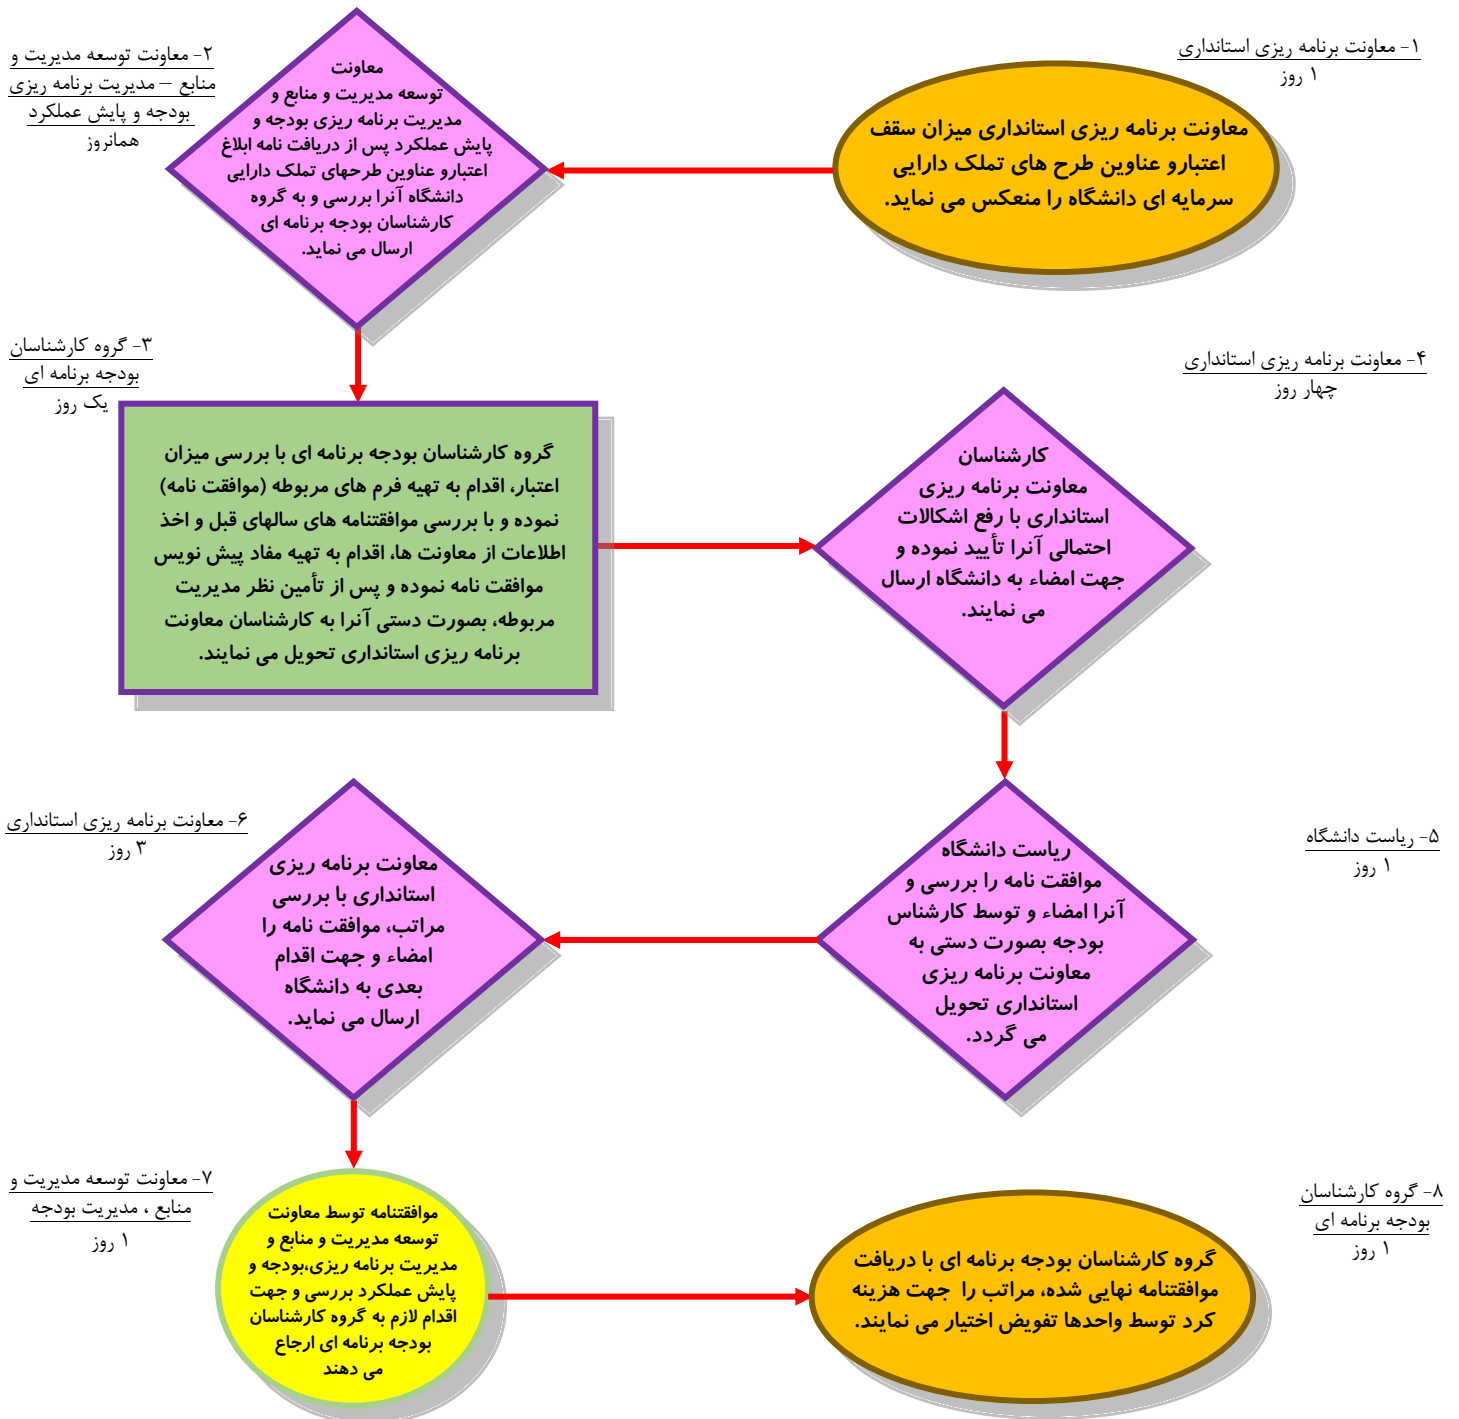 ۱- معاونت برنامه ریزی استانداری
۱ روز
معاونت برنامه ریزی استانداری میزان سقف
اعتبارو عناوین طرح های تملک دارایی
سرمایه ای دانشگاه را منعکس می نماید.
۲- معاونت توسعه مدیریت و
منابع – مدیریت برنامه ریزی
بودجه و پایش عملکرد
همانروز
معاونت
توسعه مدیریت و منابع و
مدیریت برنامه ریزی بودجه و
پایش عملکرد پس از دریافت نامه ابلاغ
اعتبارو عناوین طرحهای تملک دارایی
دانشگاه آنرا بررسی و به گروه
کارشناسان بودجه برنامه ای
ارسال می نماید.
۳- گروه کارشناسان
بودجه برنامه ای
یک روز
گروه کارشناسان بودجه برنامه ای با بررسی میزان
اعتبار، اقدام به تهیه فرم های مربوطه (موافقت نامه)
نموده و با بررسی موافقتنامه های سالهای قبل و اخذ
اطلاعات از معاونت ها، اقدام به تهیه مفاد پیش نویس
موافقت نامه نموده و پس از تأمین نظر مدیریت
مربوطه، بصورت دستی آنرا به کارشناسان معاونت
برنامه ریزی استانداری تحویل می نمایند.
۴- معاونت برنامه ریزی استانداری
چهار روز
کارشناسان
معاونت برنامه ریزی
استانداری با رفع اشکالات
احتمالی آنرا تأیید نموده و
جهت امضاء به دانشگاه ارسال
می نمایند.
۵- ریاست دانشگاه
۱ روز
ریاست دانشگاه
موافقت نامه را بررسی و
آنرا امضاء و توسط کارشناس
بودجه بصورت دستی به
معاونت برنامه ریزی
استانداری تحویل
می گردد.
۶- معاونت برنامه ریزی استانداری
۳ روز
معاونت برنامه ریزی
استانداری با بررسی
مراتب، موافقت نامه را
امضاء و جهت اقدام
بعدی به دانشگاه
ارسال می نماید.
۷- معاونت توسعه مدیریت و
منابع ، مدیریت بودجه
۱ روز
موافقتنامه توسط معاونت
توسعه مدیریت و منابع و
مدیریت برنامه ریزی،بودجه و
پایش عملکرد بررسی و جهت
اقدام لازم به گروه کارشناسان
بودجه برنامه ای ارجاع
می دهند
۸- گروه کارشناسان
بودجه برنامه ای
۱ روز
گروه کارشناسان بودجه برنامه ای با دریافت
موافقتنامه نهایی شده، مراتب را جهت هزینه
کرد توسط واحدها تفویض اختیار می نمایند.